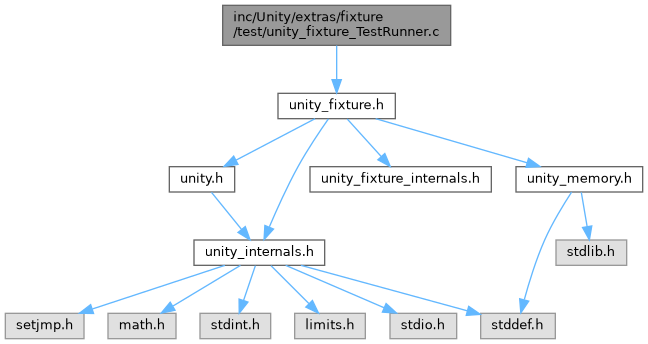 inc/Unity/extras/fixture
/test/unity_fixture_TestRunner.c
unity_fixture.h
unity.h
unity_fixture_internals.h
unity_memory.h
unity_internals.h
stdlib.h
setjmp.h
math.h
stdint.h
limits.h
stdio.h
stddef.h